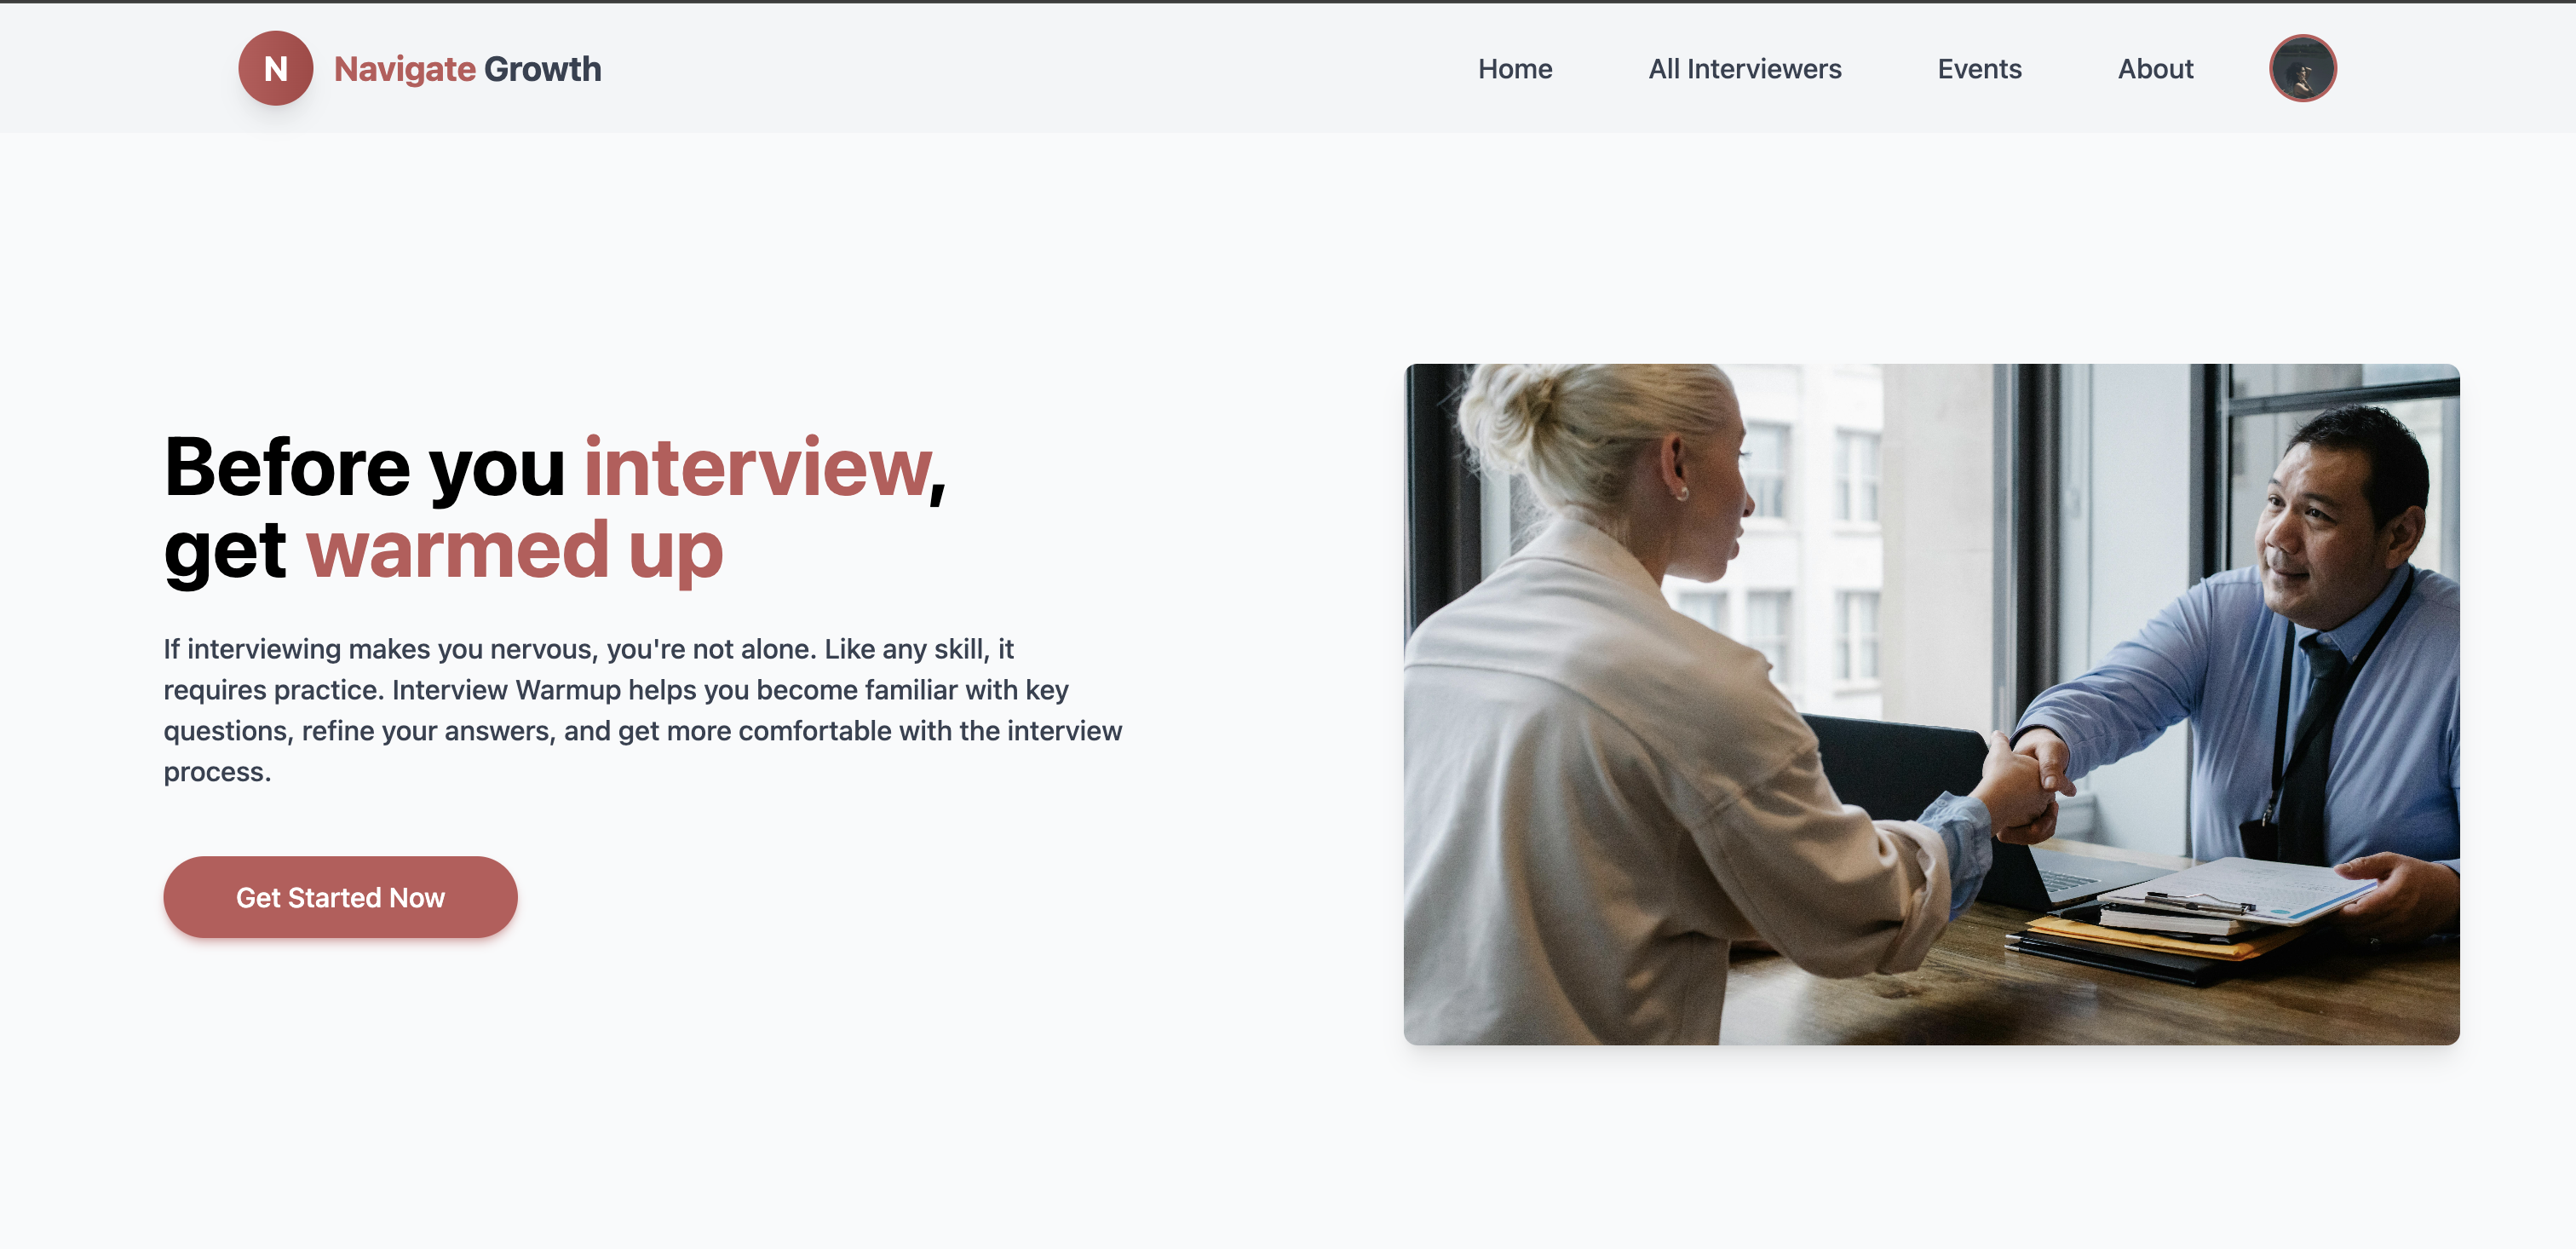 N
Navigate Growth
Home
All Interviewers
Events
About
Before you interview,
get warmed up
If interviewing makes you nervous, you're not alone. Like any skill, it
requires practice. Interview Warmup helps you become familiar with key
questions, refine your answers, and get more comfortable with the interview
process.
Get Started Now